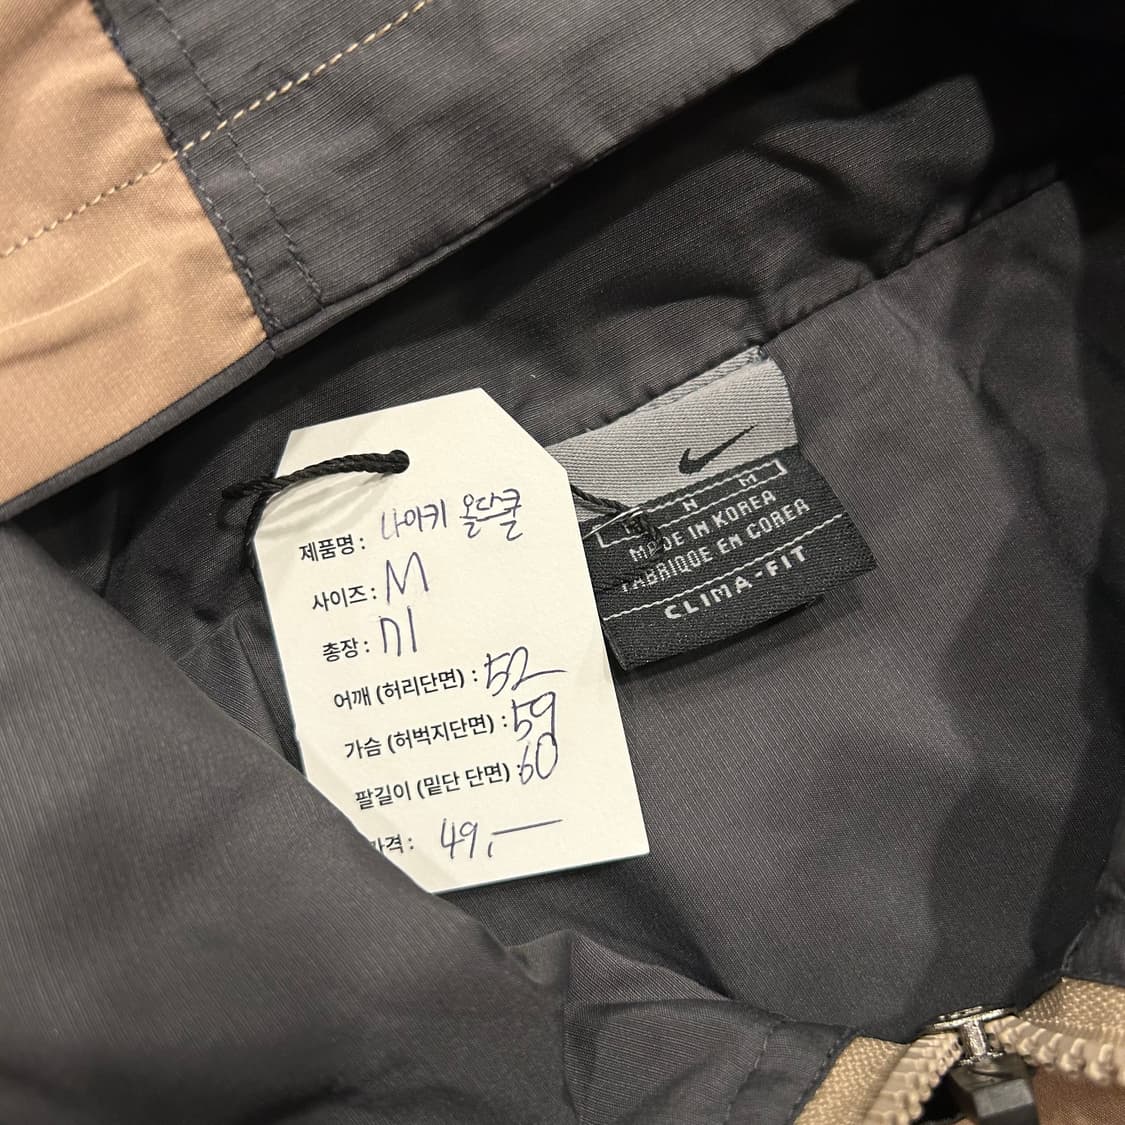 제품명: 나이키 올드스쿨
사이즈: M
총장: 71
어깨 (허리단면) : 52
가슴 (허벅지단면) : 59
팔길이 (밑단 단면) : 60
가격: 49,—
M
MADE IN KOREA
FABRIQUE EN COREA
CLIMA-FIT